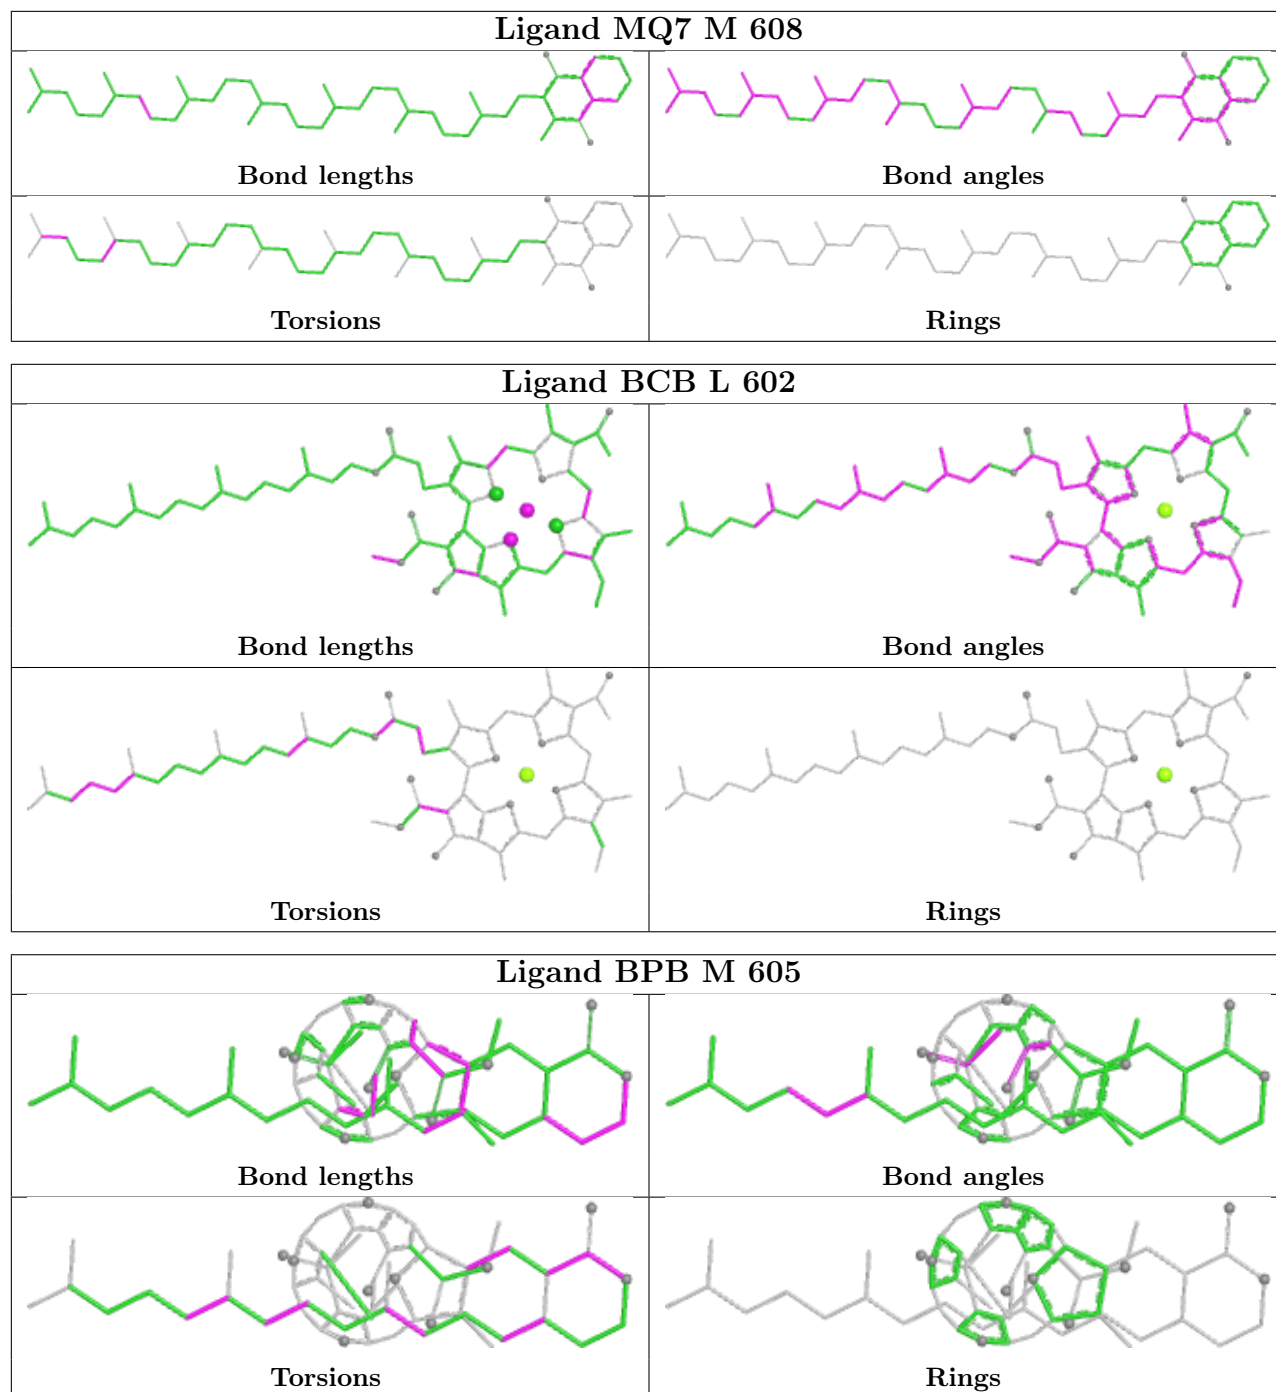 Ligand MQ7 M 608
Bond lengths
Bond angles
Torsions
Rings
Ligand BCB L 602
Bond lengths
Bond angles
Torsions
Rings
Ligand BPB M 605
Bond lengths
Bond angles
Torsions
Rings